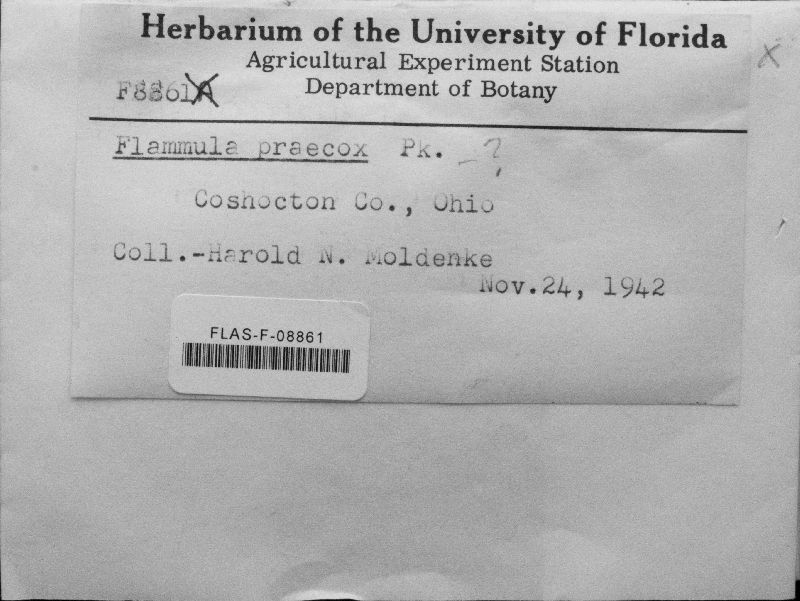 Herbarium of the University of Florida
Agricultural Experiment Station
Department of Botany
F8861A
Flammula praecox Pk. _?
Coshocton Co., Ohio
Coll.-Harold N. Moldenke
Nov.24, 1942
FLAS-F-08861
X